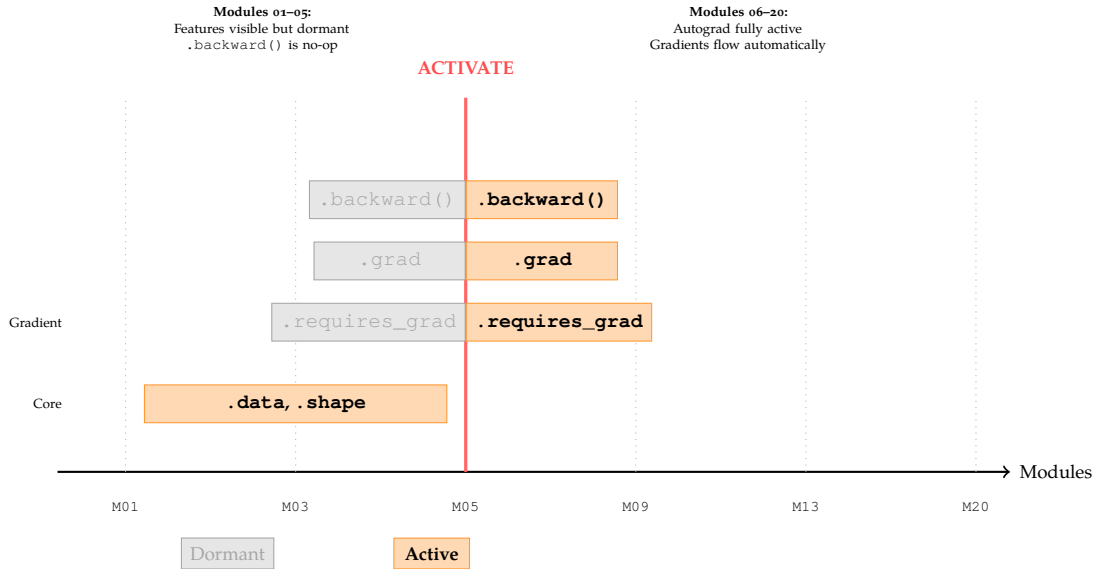 Modules 01–05:
Features visible but dormant
.backward() is no-op
Modules 06–20:
Autograd fully active
Gradients flow automatically
ACTIVATE
.backward() .backward()
.grad .grad
Gradient .requires_grad .requires_grad
Core .data, .shape
Modules
M01 M03 M05 M09 M13 M20
Dormant Active